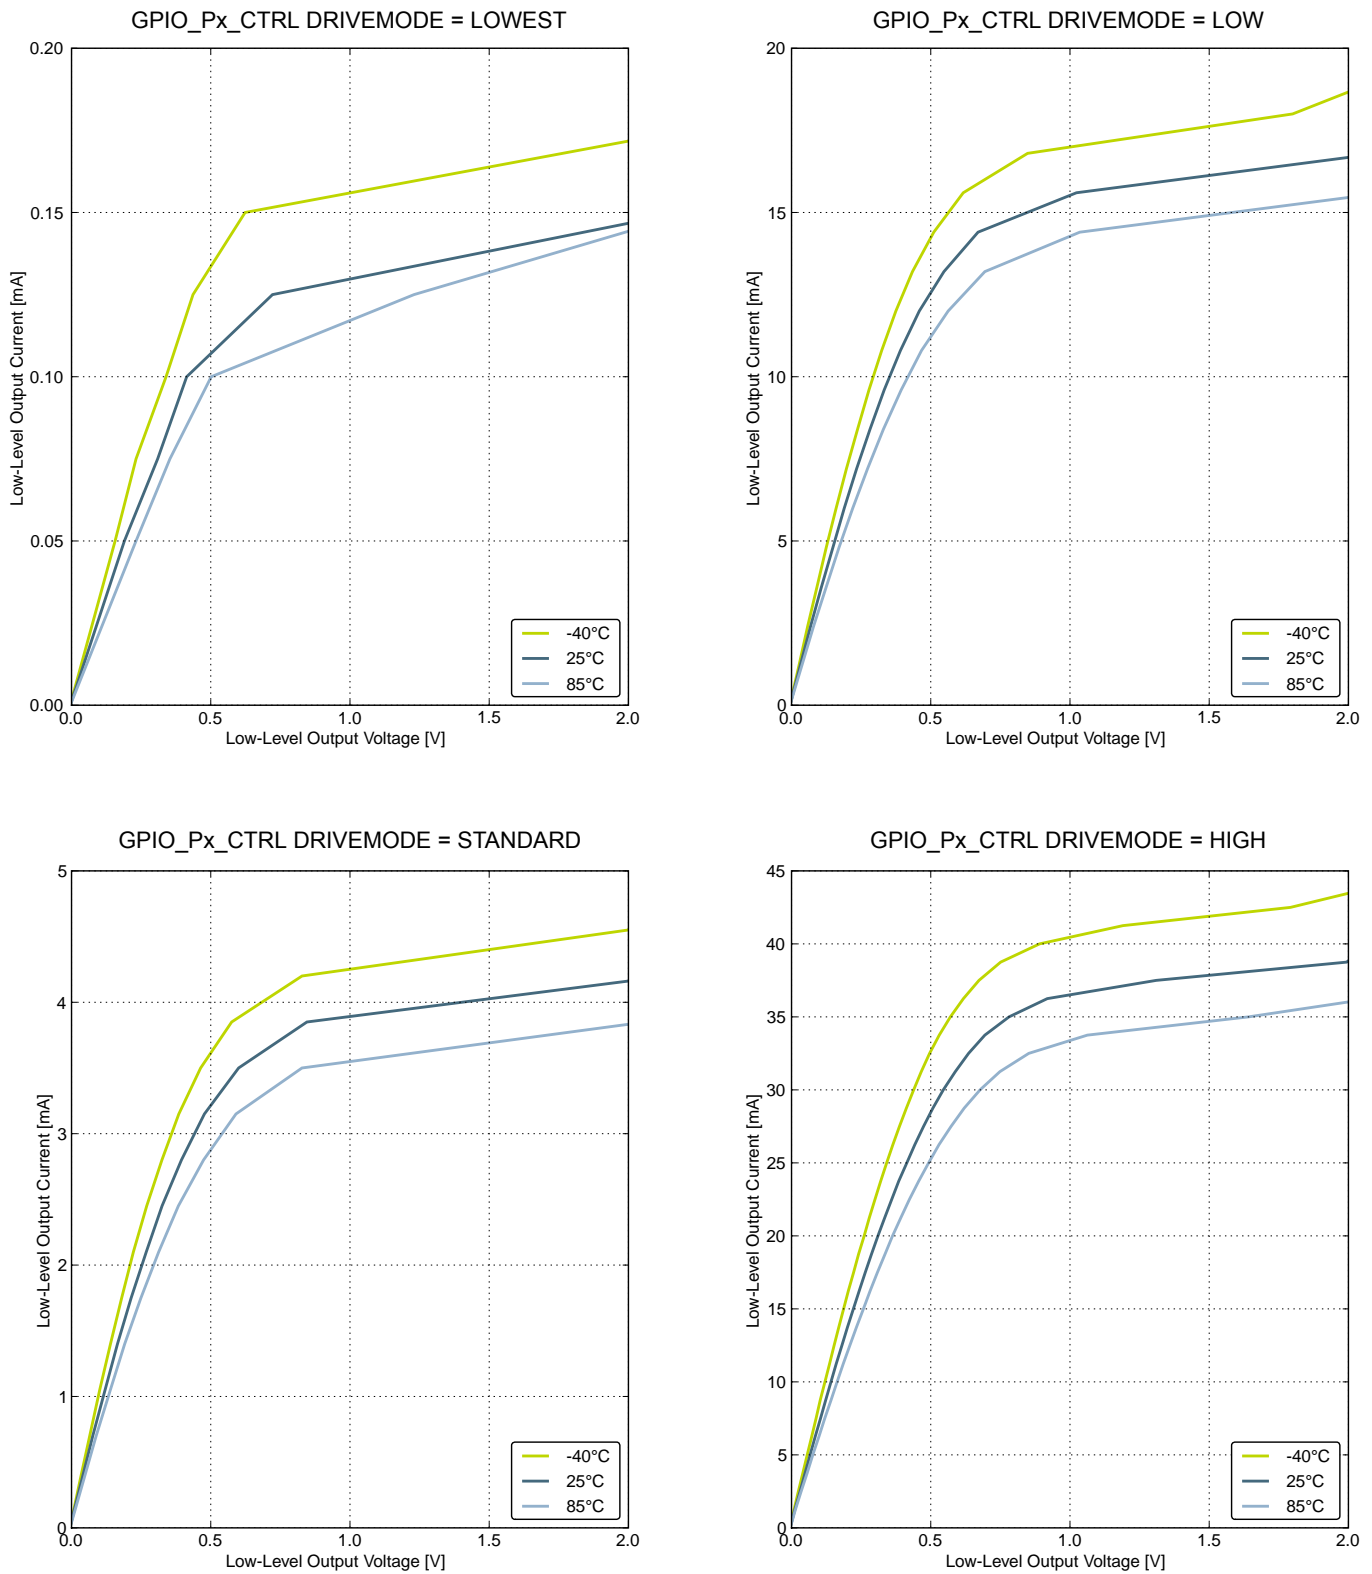 GPIO_Px_CTRL DRIVEMODE = LOWEST
0.20
0.15
0.10
0.05
0.00
Low-Level Output Current [mA]
-40°C
25°C
85°C
0.0 0.5 1.0 1.5 2.0
Low-Level Output Voltage [V]
GPIO_Px_CTRL DRIVEMODE = LOW
20
15
10
5
0
Low-Level Output Current [mA]
-40°C
25°C
85°C
0.0 0.5 1.0 1.5 2.0
Low-Level Output Voltage [V]
GPIO_Px_CTRL DRIVEMODE = STANDARD
5
4
3
2
1
0
Low-Level Output Current [mA]
-40°C
25°C
85°C
0.0 0.5 1.0 1.5 2.0
Low-Level Output Voltage [V]
GPIO_Px_CTRL DRIVEMODE = HIGH
45
40
35
30
25
20
15
10
5
0
Low-Level Output Current [mA]
-40°C
25°C
85°C
0.0 0.5 1.0 1.5 2.0
Low-Level Output Voltage [V]